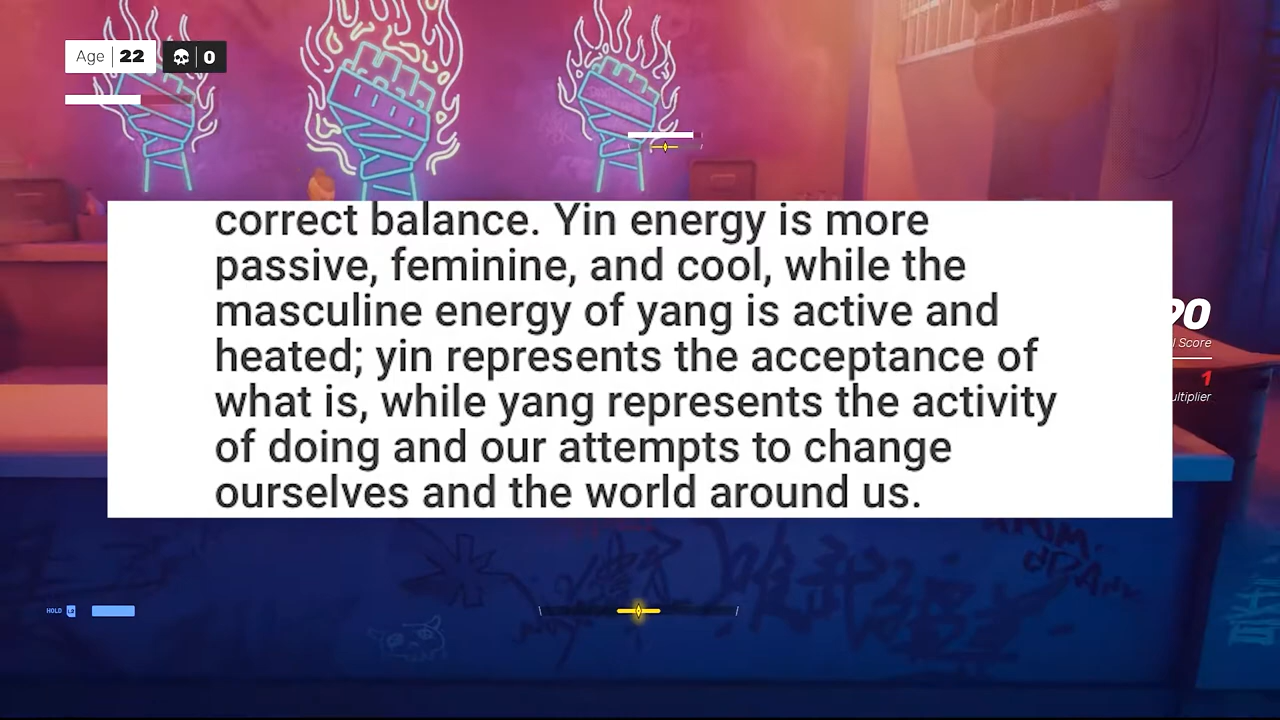 Age 22 0
correct balance. Yin energy is more
passive, feminine, and cool, while the
masculine energy of yang is active and
heated; yin represents the acceptance of
what is, while yang represents the activity
of doing and our attempts to change
ourselves and the world around us.
Score
1
HOLD